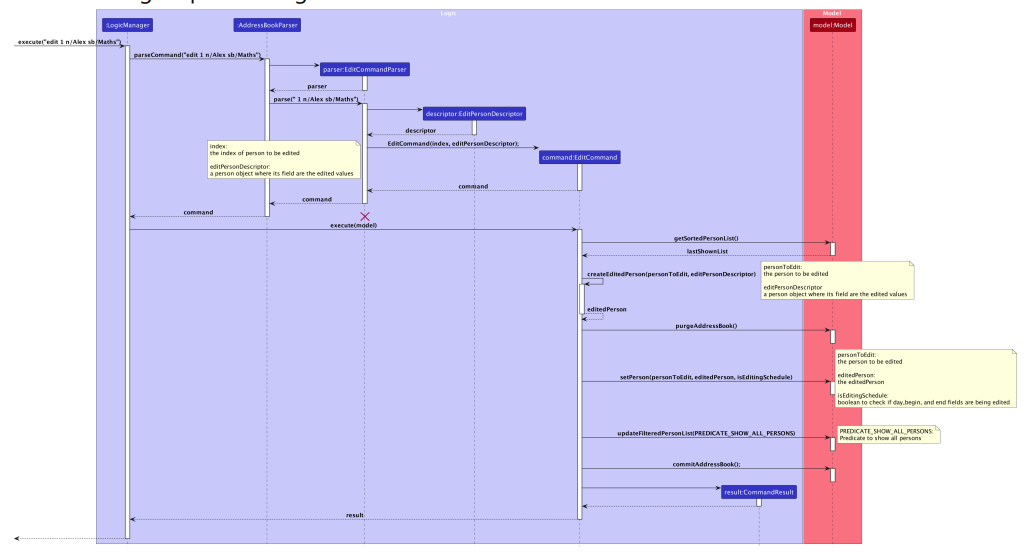 Logic
Model
:LogicManager
:AddressBookParser
model:Model
execute("edit 1 n/Alex sb/Maths")
parseCommand("edit 1 n/Alex sb/Maths")
parser:EditCommandParser
parser
parse(" 1 n/Alex sb/Maths")
descriptor:EditPersonDescriptor
descriptor
index:
the index of person to be edited
editPersonDescriptor:
a person object where its field are the edited values
EditCommand(index, editPersonDescriptor);
command:EditCommand
command
command
command
execute(model)
getSortedPersonList()
lastShownList
personToEdit:
the person to be edited
editPersonDescriptor
a person object where its field are the edited values
createEditedPerson(personToEdit, editPersonDescriptor)
editedPerson
purgeAddressBook()
personToEdit:
the person to be edited
editedPerson:
the editedPerson
isEditingSchedule:
boolean to check if day,begin, and end fields are being edited
setPerson(personToEdit, editedPerson, isEditingSchedule)
updateFilteredPersonList(PREDICATE_SHOW_ALL_PERSONS)
PREDICATE_SHOW_ALL_PERSONS:
Predicate to show all persons
commitAddressBook();
result:CommandResult
result